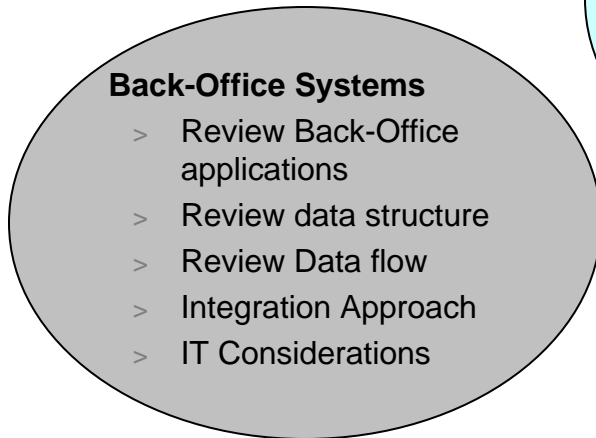 Back-Office Systems
> Review Back-Office
applications
> Review data structure
> Review Data flow
> Integration Approach
> IT Considerations